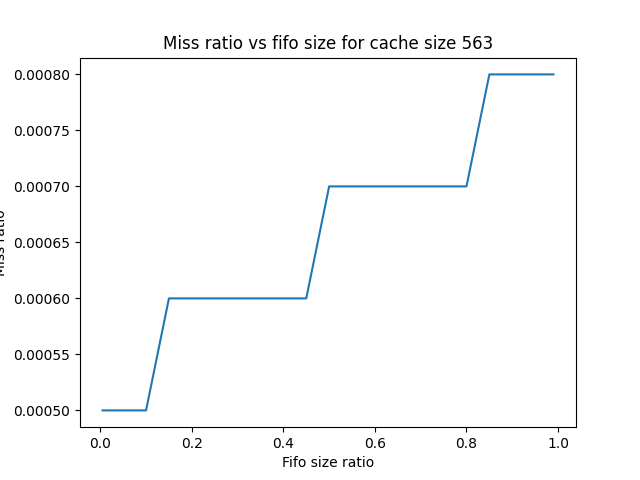 Miss ratio vs fifo size for cache size 563
0.00080
0.00075
0.00070
0.00065
0.00060
0.00055
0.00050
Miss ratio
0.0 0.2 0.4 0.6 0.8 1.0
Fifo size ratio